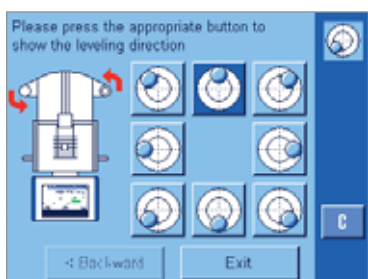 Please press the appropriate button to
show the leveling direction
C
< Backward
Exit